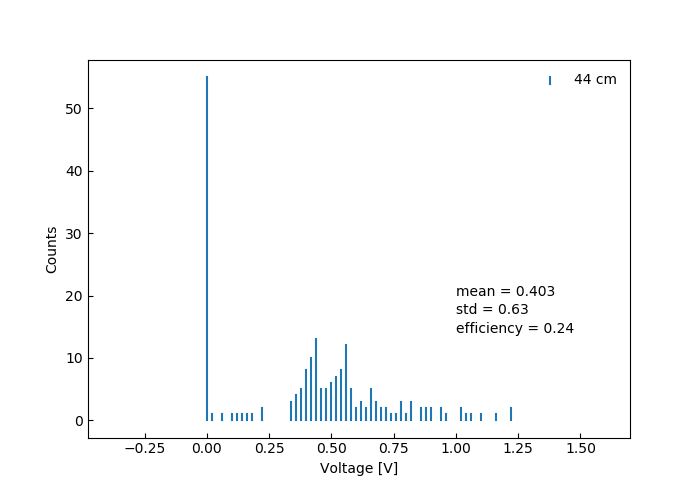 44 cm
50
40
30
20
10
0
Counts
mean = 0.403
std = 0.63
efficiency = 0.24
−0.25 0.00 0.25 0.50 0.75 1.00 1.25 1.50
Voltage [V]